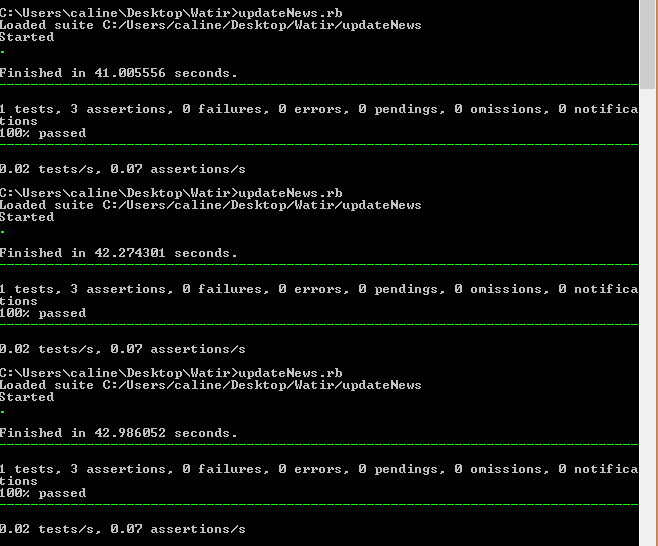 C:\Users\caline\Desktop\Watir>updateNews.rb
Loaded suite C:/Users/caline/Desktop/Watir/updateNews
Started
.
Finished in 41.005556 seconds.
--------------------------------------------------------------------------------
1 tests, 3 assertions, 0 failures, 0 errors, 0 pendings, 0 omissions, 0 notifica
tions
100% passed
--------------------------------------------------------------------------------
0.02 tests/s, 0.07 assertions/s
C:\Users\caline\Desktop\Watir>updateNews.rb
Loaded suite C:/Users/caline/Desktop/Watir/updateNews
Started
.
Finished in 42.274301 seconds.
--------------------------------------------------------------------------------
1 tests, 3 assertions, 0 failures, 0 errors, 0 pendings, 0 omissions, 0 notifica
tions
100% passed
--------------------------------------------------------------------------------
0.02 tests/s, 0.07 assertions/s
C:\Users\caline\Desktop\Watir>updateNews.rb
Loaded suite C:/Users/caline/Desktop/Watir/updateNews
Started
.
Finished in 42.986052 seconds.
--------------------------------------------------------------------------------
1 tests, 3 assertions, 0 failures, 0 errors, 0 pendings, 0 omissions, 0 notifica
tions
100% passed
--------------------------------------------------------------------------------
0.02 tests/s, 0.07 assertions/s